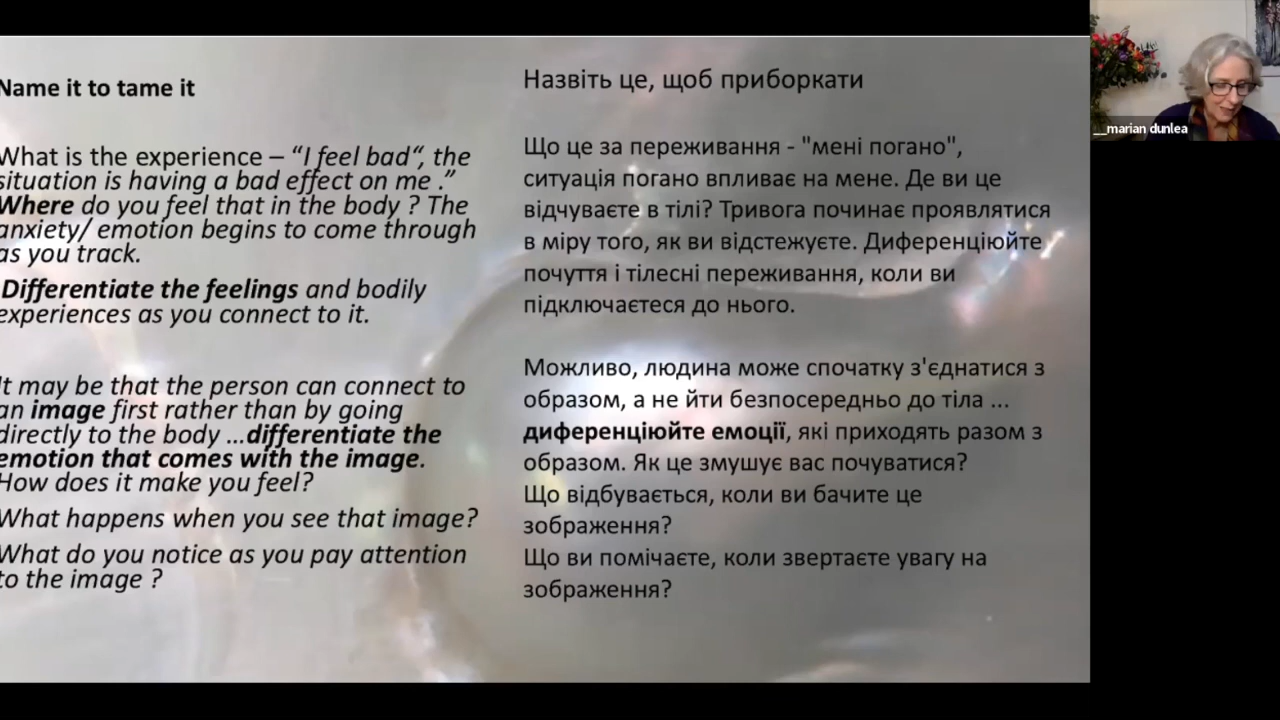 Name it to tame it
What is the experience – “I feel bad“, the
situation is having a bad effect on me .”
Where do you feel that in the body ? The
anxiety/ emotion begins to come through
as you track.
Differentiate the feelings and bodily
experiences as you connect to it.
It may be that the person can connect to
an image first rather than by going
directly to the body …differentiate the
emotion that comes with the image.
How does it make you feel?
What happens when you see that image?
What do you notice as you pay attention
to the image ?
Назвіть це, щоб приборкати
Що це за переживання - "мені погано",
ситуація погано впливає на мене. Де ви це
відчуваєте в тілі? Тривога починає проявлятися
в міру того, як ви відстежуєте. Диференціюйте
почуття і тілесні переживання, коли ви
підключаєтеся до нього.
Можливо, людина може спочатку з'єднатися з
образом, а не йти безпосередньо до тіла ...
диференціюйте емоції, які приходять разом з
образом. Як це змушує вас почуватися?
Що відбувається, коли ви бачите це
зображення?
Що ви помічаєте, коли звертаєте увагу на
зображення?
__marian dunlea